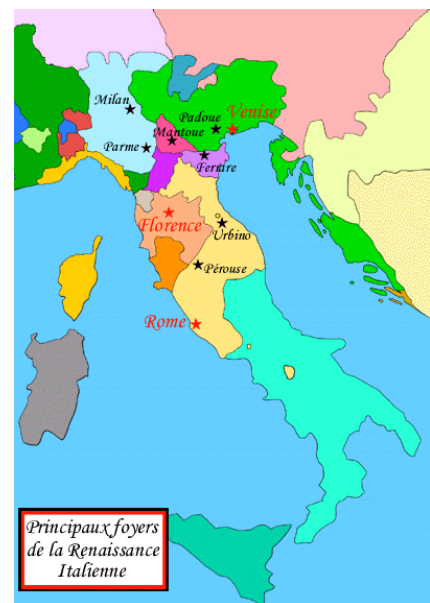 Milan
Padoue
Venise
Mantoue
Parme
Ferrare
Florence
Urbino
Pérouse
Rome
Principaux foyers
de la Renaissance
Italienne